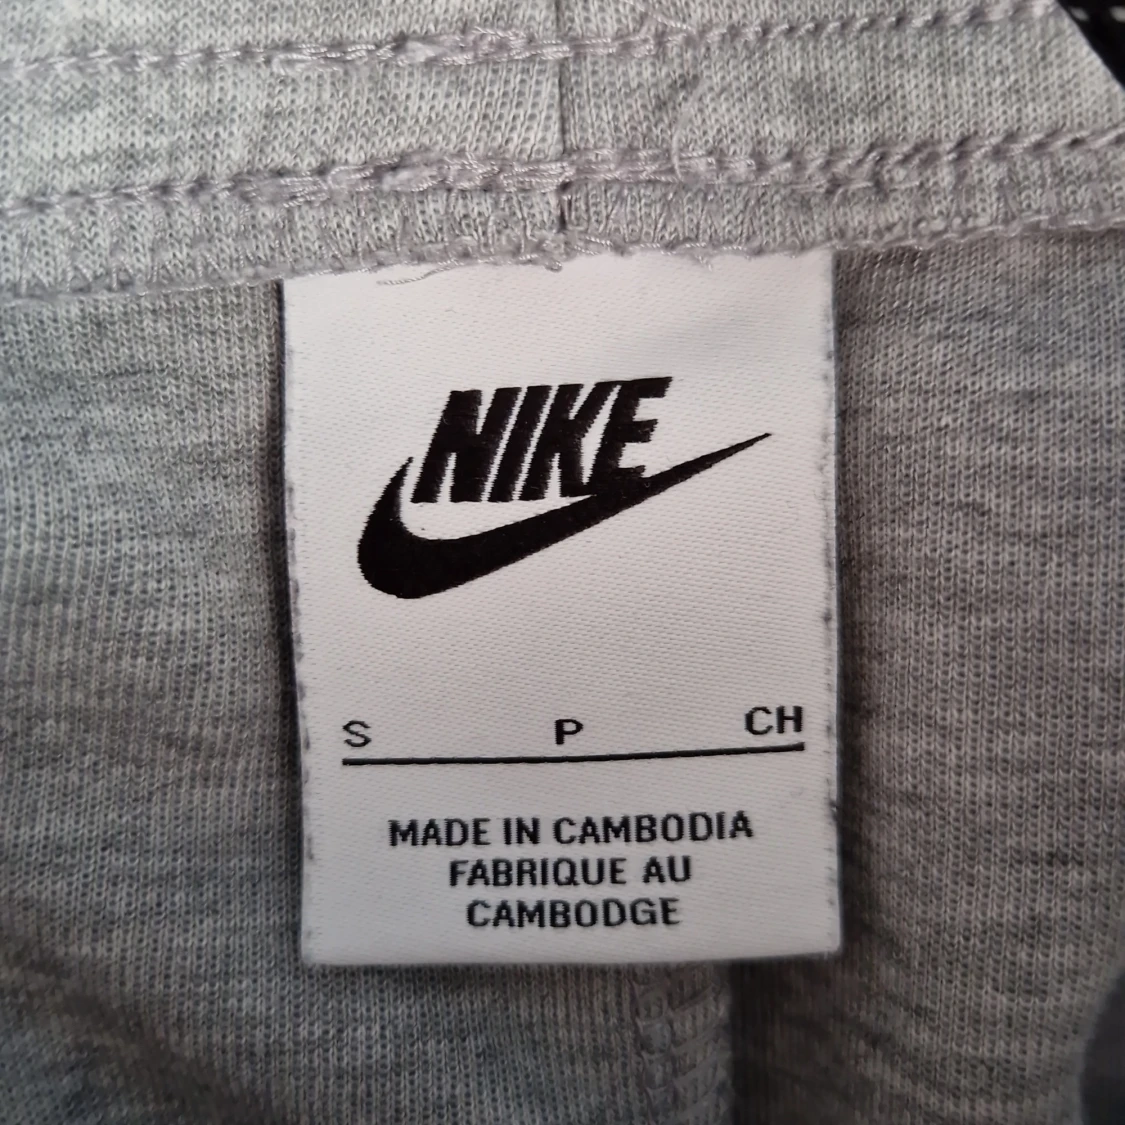 NIKE
S P CH
MADE IN CAMBODIA
FABRIQUE AU
CAMBODGE